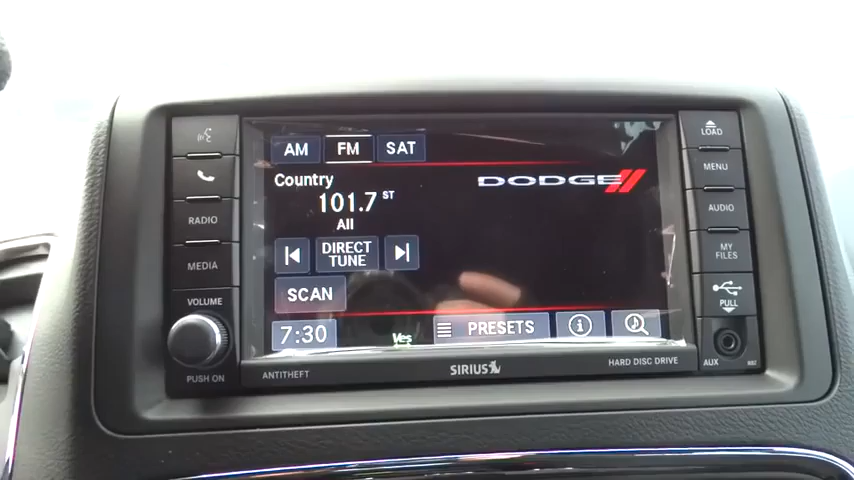 AM FM SAT
Country
101.7 ST
All
DIRECT TUNE
SCAN
7:30
Yes
PRESETS
DODGE
RADIO
MEDIA
VOLUME
PUSH ON
LOAD
MENU
AUDIO
MY FILES
PULL
AUX
ANTITHEFT
SIRIUS
HARD DISC DRIVE